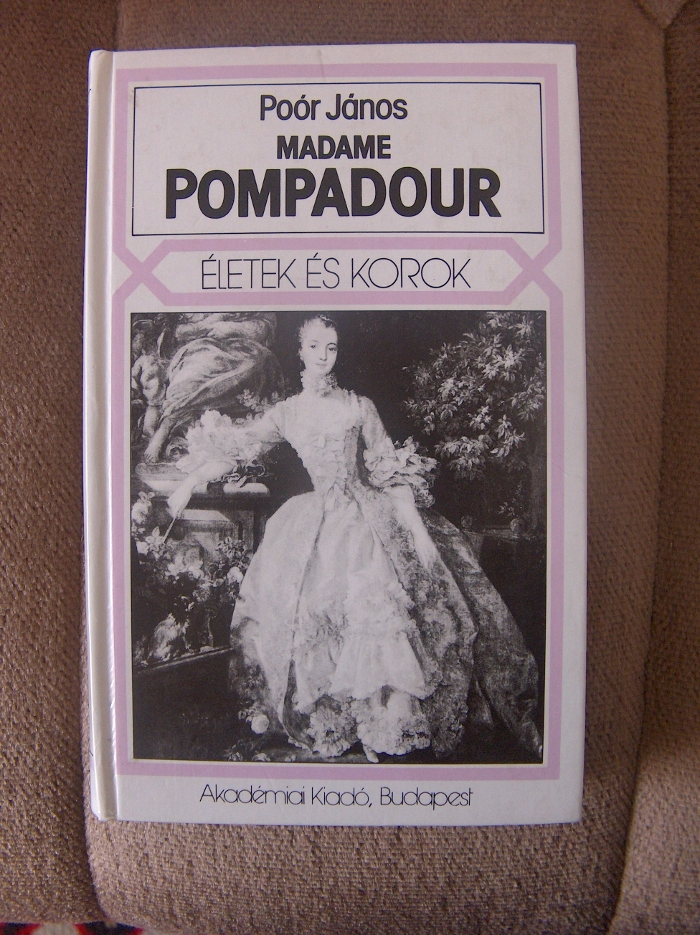 Poór János
MADAME
POMPADOUR
ÉLETEK ÉS KOROK
Akadémiai Kiadó, Budapest